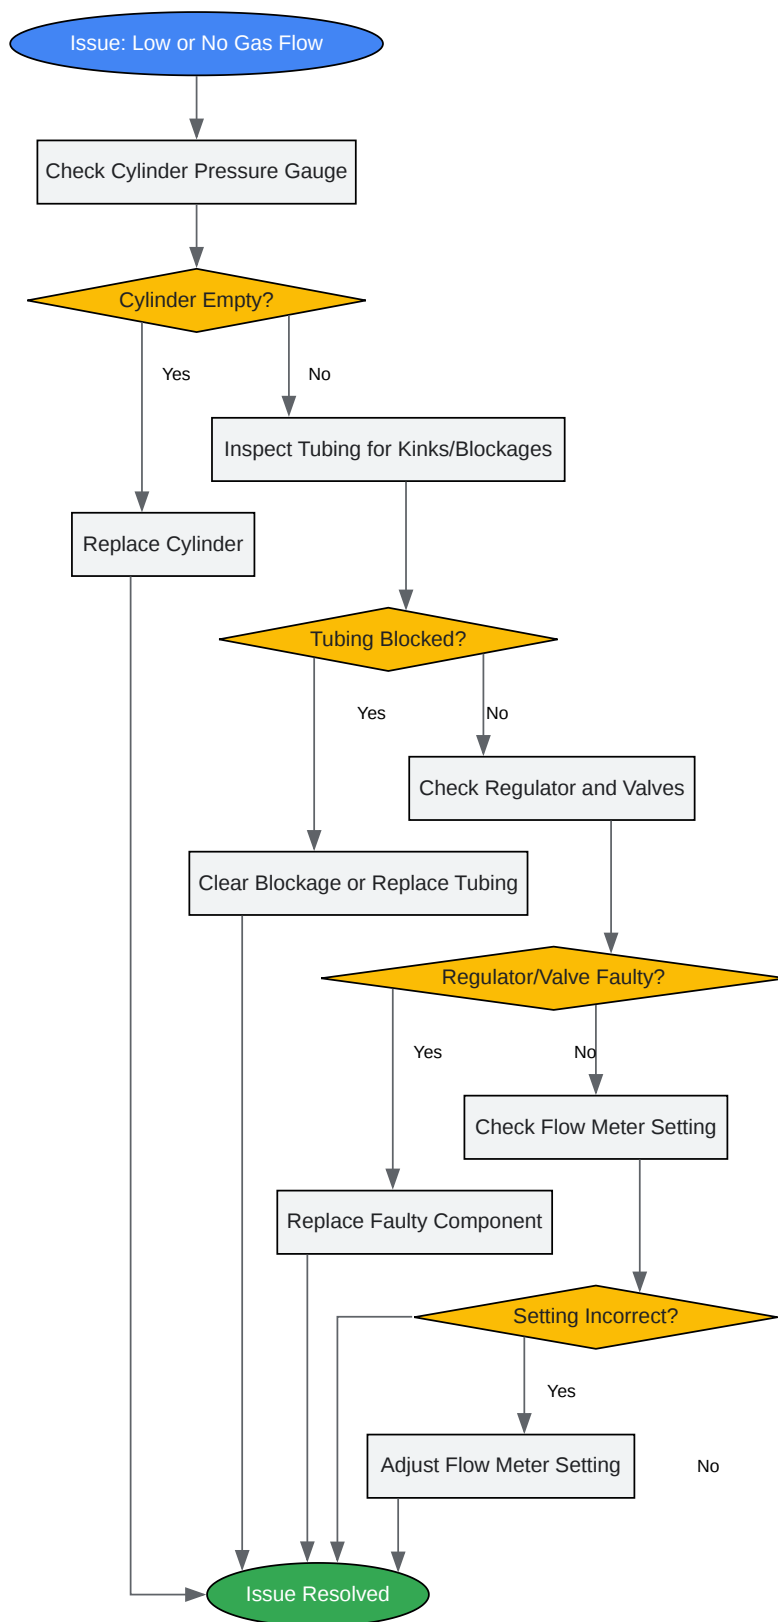 Issue: Low or No Gas Flow
Check Cylinder Pressure Gauge
Cylinder Empty?
Yes
No
Inspect Tubing for Kinks/Blockages
Replace Cylinder
Tubing Blocked?
Yes
No
Check Regulator and Valves
Clear Blockage or Replace Tubing
Regulator/Valve Faulty?
Yes
No
Check Flow Meter Setting
Replace Faulty Component
Setting Incorrect?
Yes
Adjust Flow Meter Setting
No
Issue Resolved